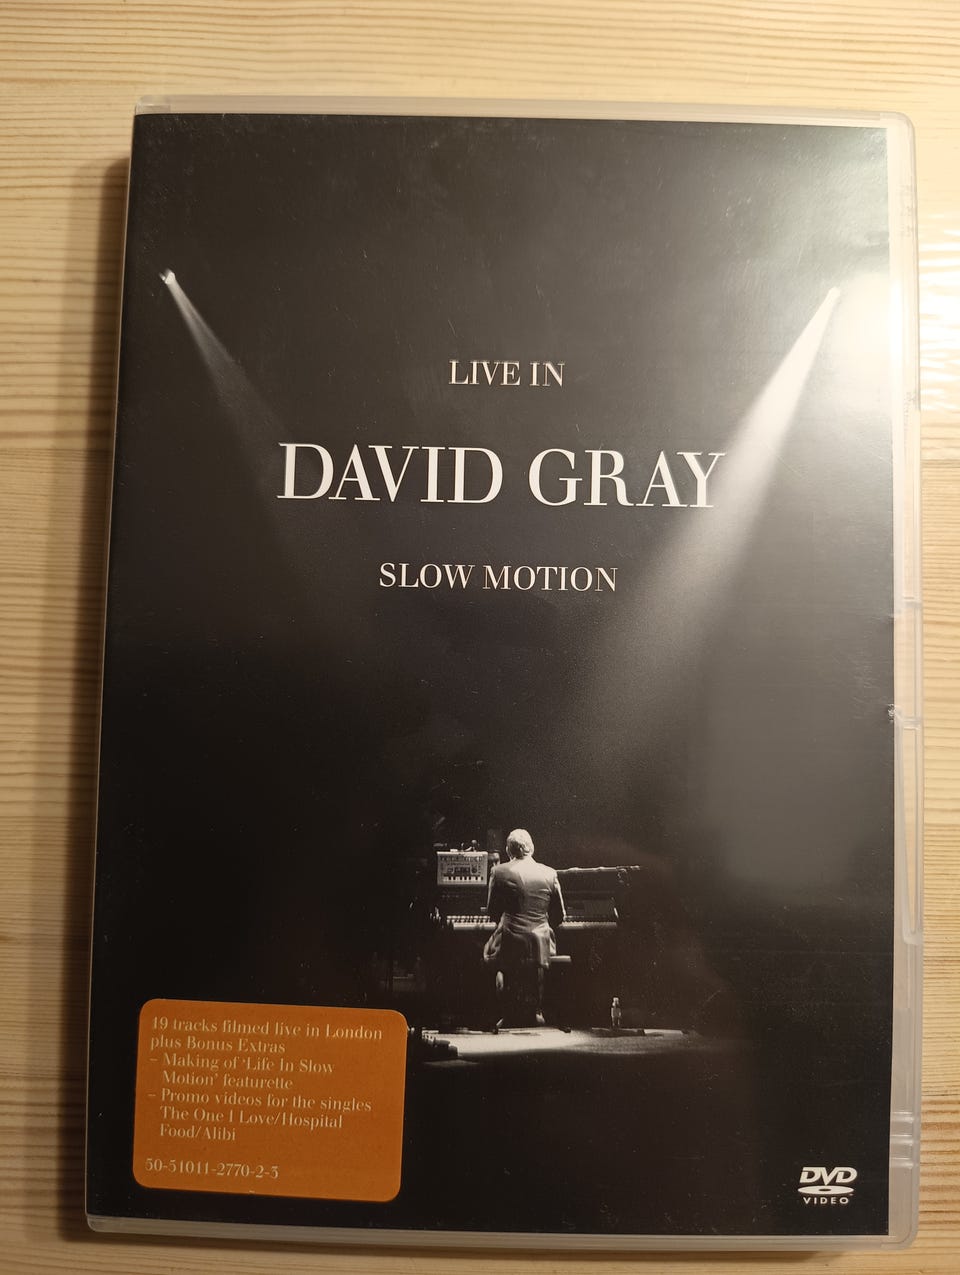 LIVE IN
DAVID GRAY
SLOW MOTION
19 tracks filmed live in London
plus Bonus Extras
– Making of ‘Life In Slow
Motion’ featurette
– Promo videos for the singles
The One I Love/Hospital
Food/Alibi
50-51011-2770-2-3
DVD
VIDEO